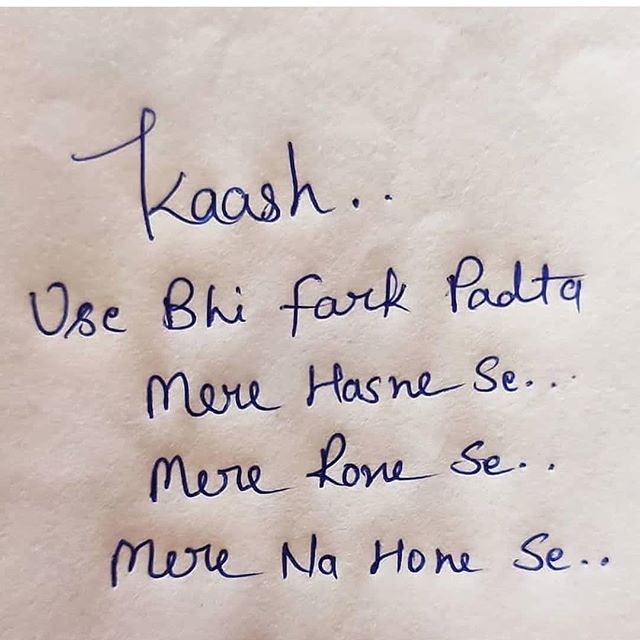 Kaash..
Use Bhi fark Padta
Mere Hasne Se...
Mere Rone Se..
Mere Na Hone Se..